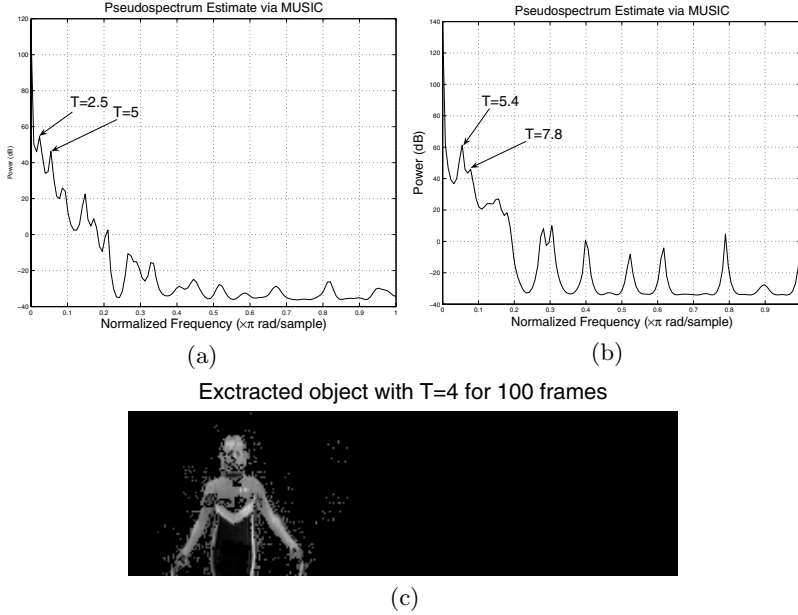 Pseudospectrum Estimate via MUSIC
120
100
80
60
40
20
0
−20
−40
Power (dB)
T=2.5
T=5
0 0.1 0.2 0.3 0.4 0.5 0.6 0.7 0.8 0.9 1
Normalized Frequency (×π rad/sample)
(a)
Pseudospectrum Estimate via MUSIC
140
120
100
80
60
40
20
0
−20
−40
Power (dB)
T=5.4
T=7.8
0 0.1 0.2 0.3 0.4 0.5 0.6 0.7 0.8 0.9
Normalized Frequency (×π rad/sample)
(b)
Exctracted object with T=4 for 100 frames
(c)